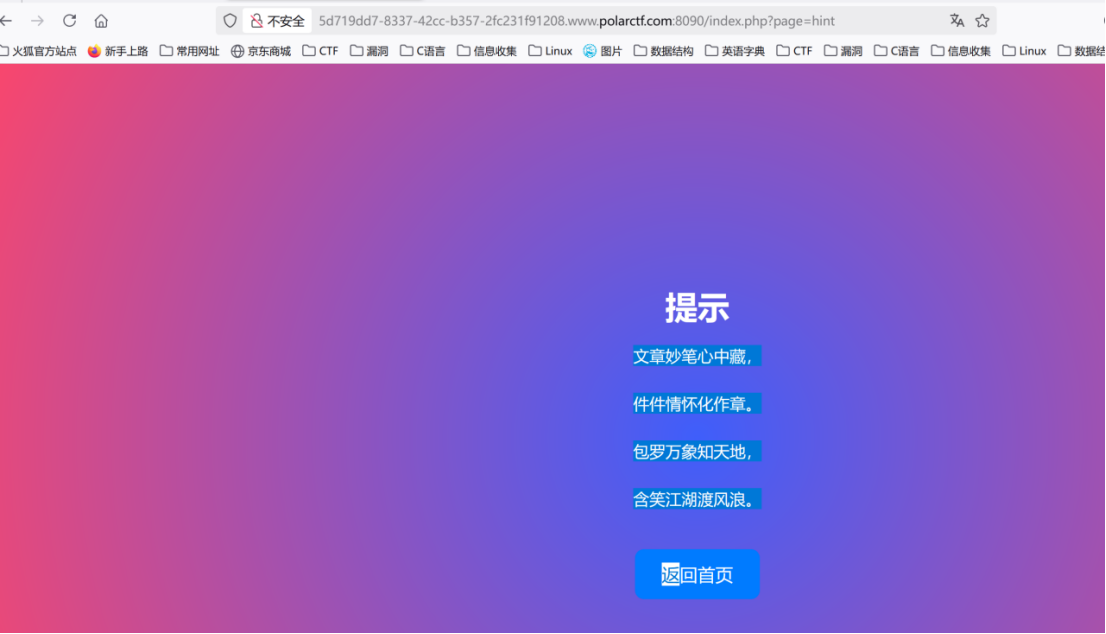 不安全 5d719dd7-8337-42cc-b357-2fc231f91208.www.polarctf.com:8090/index.php?page=hint
火狐官方站点 新手上路 常用网址 京东商城 CTF 漏洞 C语言 信息收集 Linux 图片 数据结构 英语字典 CTF 漏洞 C语言 信息收集 Linux 数据结
提示
文章妙笔心中藏，
件件情怀化作章。
包罗万象知天地，
含笑江湖渡风浪。
返回首页